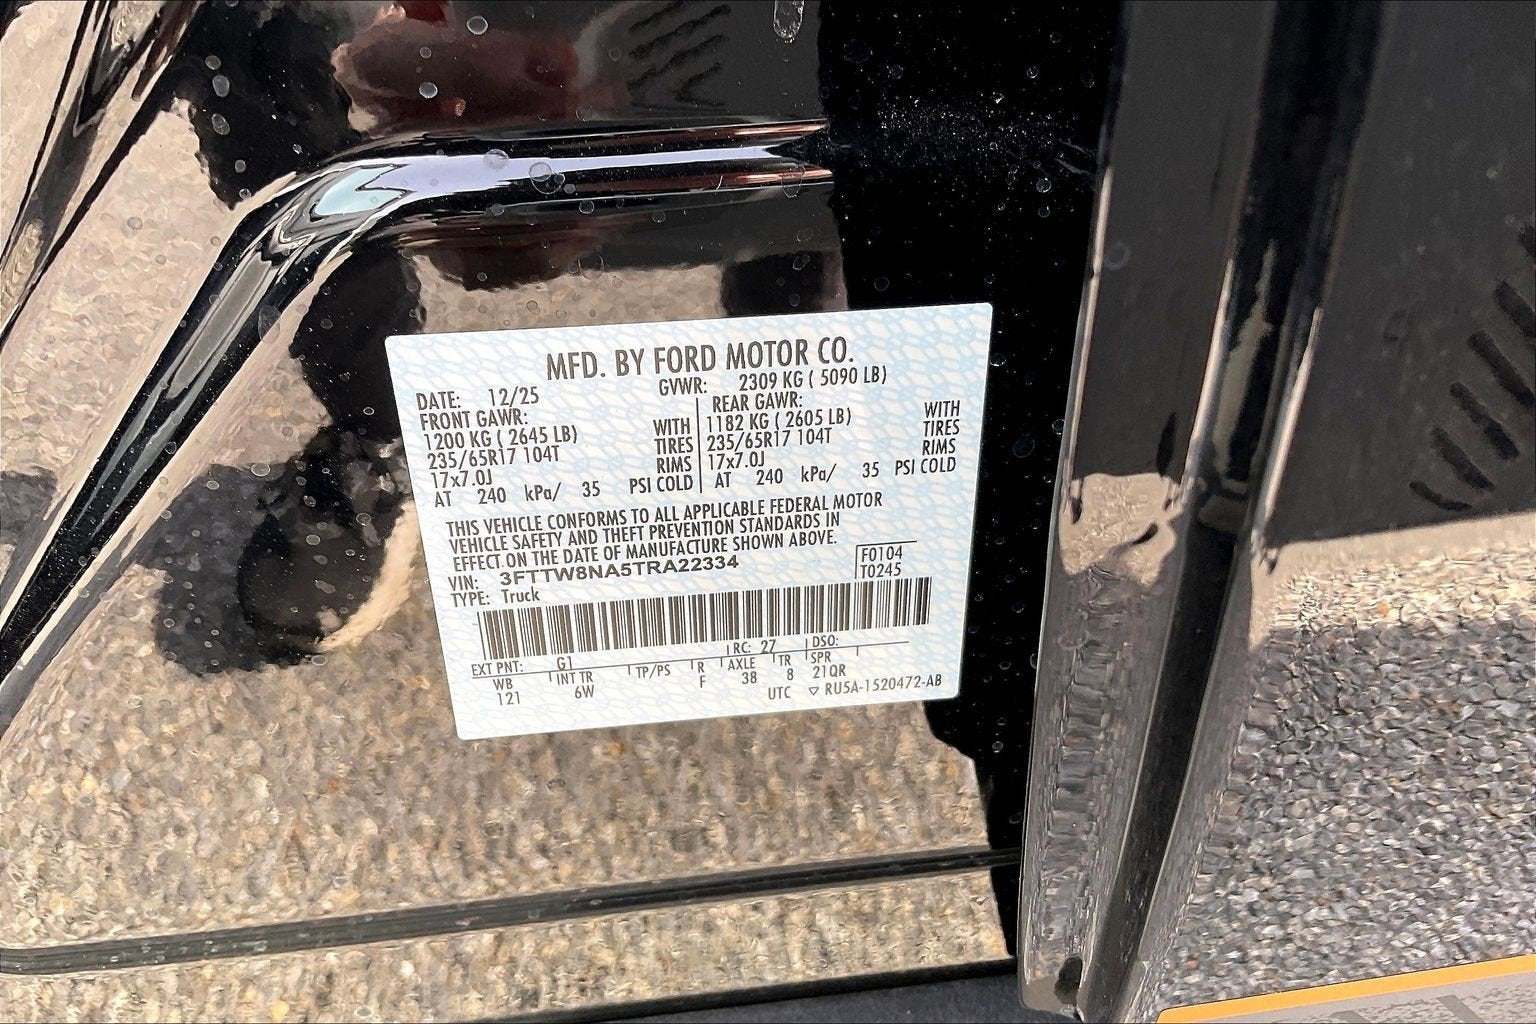 MFD. BY FORD MOTOR CO.
DATE: 12/25 GVWR: 2309 KG ( 5090 LB)
FRONT GAWR: REAR GAWR:
1200 KG ( 2645 LB) WITH 1182 KG ( 2605 LB) WITH
235/65R17 104T TIRES 235/65R17 104T TIRES
17x7.0J RIMS 17x7.0J RIMS
AT 240 kPa/ 35 PSI COLD AT 240 kPa/ 35 PSI COLD
THIS VEHICLE CONFORMS TO ALL APPLICABLE FEDERAL MOTOR
VEHICLE SAFETY AND THEFT PREVENTION STANDARDS IN
EFFECT ON THE DATE OF MANUFACTURE SHOWN ABOVE.
VIN: 3FTTW8NA5TRA22334 F0104
TYPE: Truck T0245
EXT PNT: G1 RC: 27 DSO:
WB INT TR TP/PS R AXLE TR SPR
121 6W F 38 8 21QR
UTC ▽ RU5A-1520472-AB